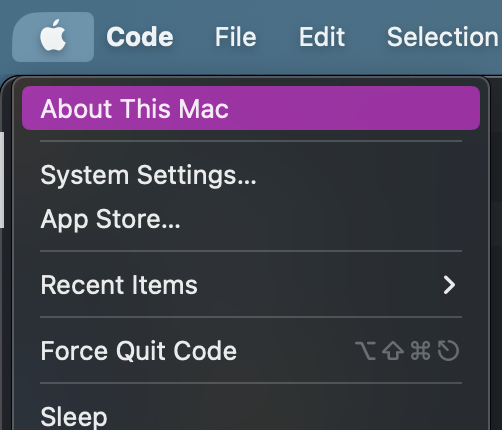 Code File Edit Selection
About This Mac
System Settings...
App Store...
Recent Items
Force Quit Code ⌥⇧⌘⎋
Sleep